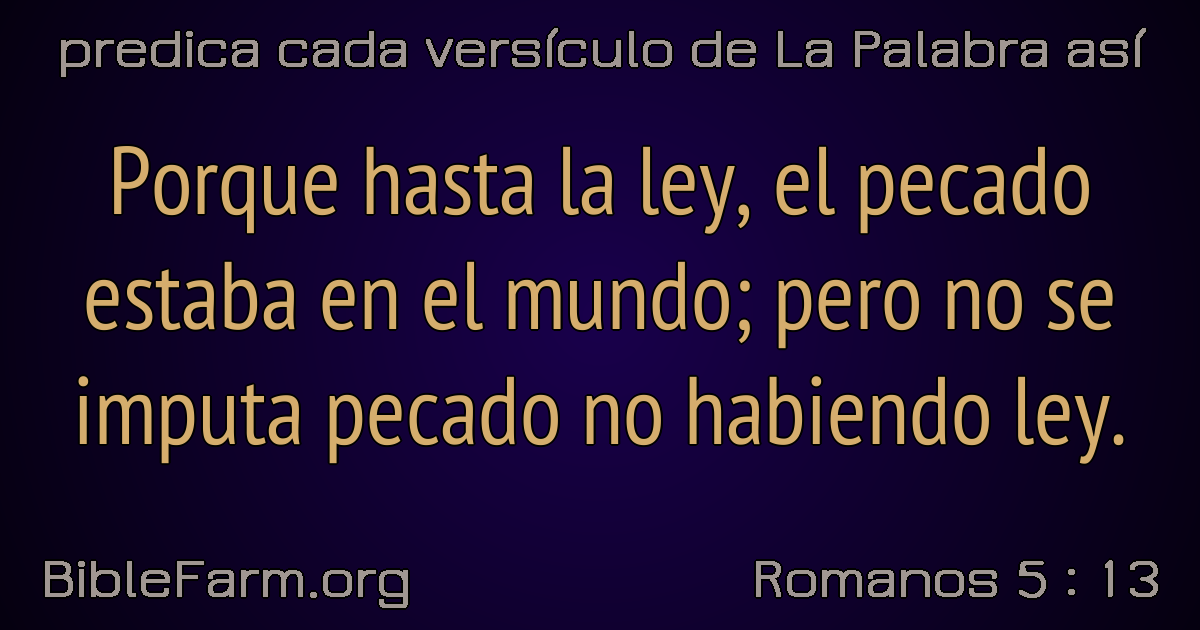 predica cada versículo de La Palabra así
Porque hasta la ley, el pecado
estaba en el mundo; pero no se
imputa pecado no habiendo ley.
BibleFarm.org
Romanos 5 : 13